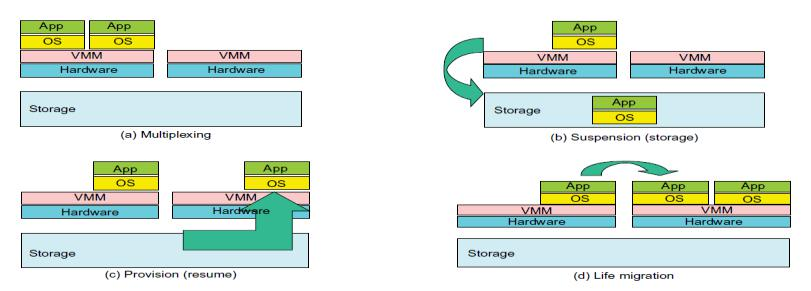 App App
OS OS
VMM VMM
Hardware Hardware
Storage
(a) Multiplexing
App
OS
VMM VMM
Hardware Hardware
Storage App
OS
(b) Suspension (storage)
App App
OS OS
VMM VMM
Hardware Hardware
Storage
(c) Provision (resume)
App App App
OS OS OS
VMM VMM
Hardware Hardware
Storage
(d) Life migration